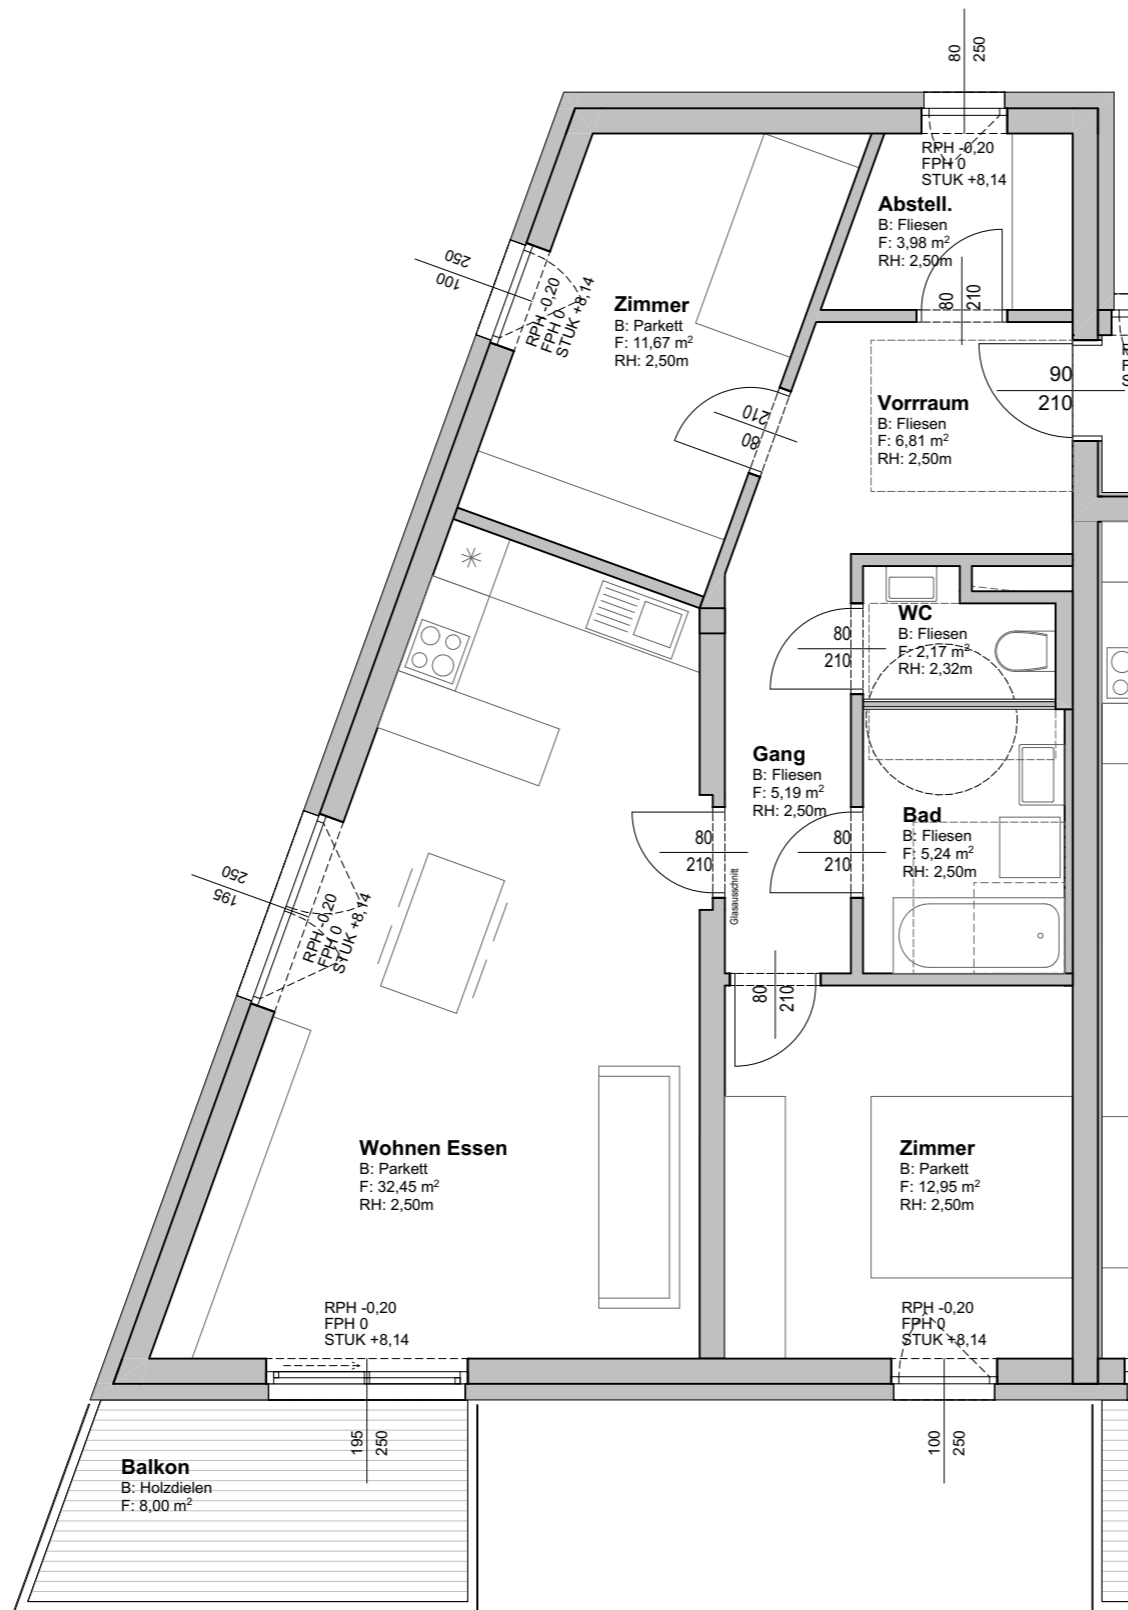 80
250
RPH -0,20
FPH 0
STUK +8,14
Abstell.
B: Fliesen
F: 3,98 m²
RH: 2,50m
80
210
100
250
RPH -0,20
FPH 0
STUK +8,14
Zimmer
B: Parkett
F: 11,67 m²
RH: 2,50m
80
210
Vorrraum
B: Fliesen
F: 6,81 m²
RH: 2,50m
90
210
WC
B: Fliesen
F: 2,17 m²
RH: 2,32m
80
210
Gang
B: Fliesen
F: 5,19 m²
RH: 2,50m
Bad
B: Fliesen
F: 5,24 m²
RH: 2,50m
80
210
80
210
Glasausschnitt
195
250
RPH -0,20
FPH 0
STUK +8,14
80
210
Wohnen Essen
B: Parkett
F: 32,45 m²
RH: 2,50m
Zimmer
B: Parkett
F: 12,95 m²
RH: 2,50m
RPH -0,20
FPH 0
STUK +8,14
RPH -0,20
FPH 0
STUK +8,14
195
250
100
250
Balkon
B: Holzdielen
F: 8,00 m²